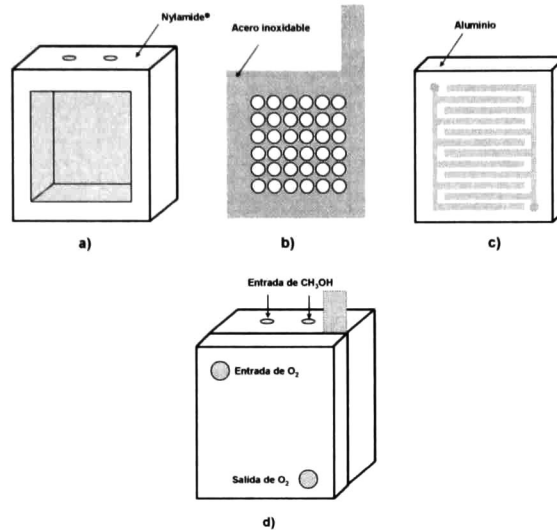 Nylamide®
Acero inoxidable
Aluminio
a)
b)
c)
Entrada de CH₃OH
Entrada de O₂
Salida de O₂
d)